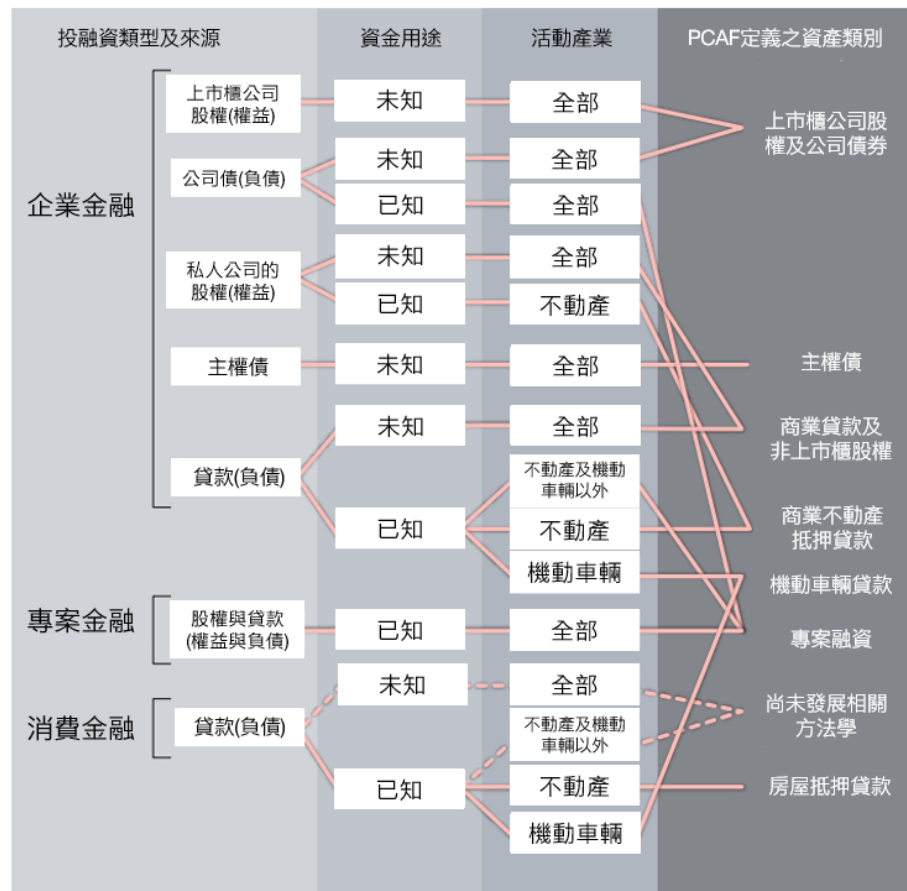 投融資類型及來源
資金用途
活動產業
PCAF定義之資產類別
企業金融
上市櫃公司
股權(權益)
未知
全部
上市櫃公司股
權及公司債券
公司債(負債)
未知
全部
已知
全部
私人公司的
股權(權益)
未知
全部
已知
不動產
主權債
未知
全部
主權債
貸款(負債)
未知
全部
商業貸款及
非上市櫃股權
已知
不動產及機動
車輛以外
不動產
商業不動產
抵押貸款
機動車輛
機動車輛貸款
專案金融
股權與貸款
(權益與負債)
已知
全部
專案融資
消費金融
貸款(負債)
未知
全部
尚未發展相關
方法學
已知
不動產及機動
車輛以外
不動產
房屋抵押貸款
機動車輛